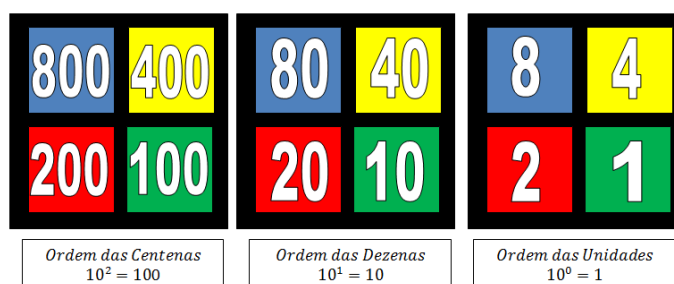 800 400 80 40 8 4
200 100 20 10 2 1
Ordem das Centenas Ordem das Dezenas Ordem das Unidades
10² = 100 10¹ = 10 10⁰ = 1